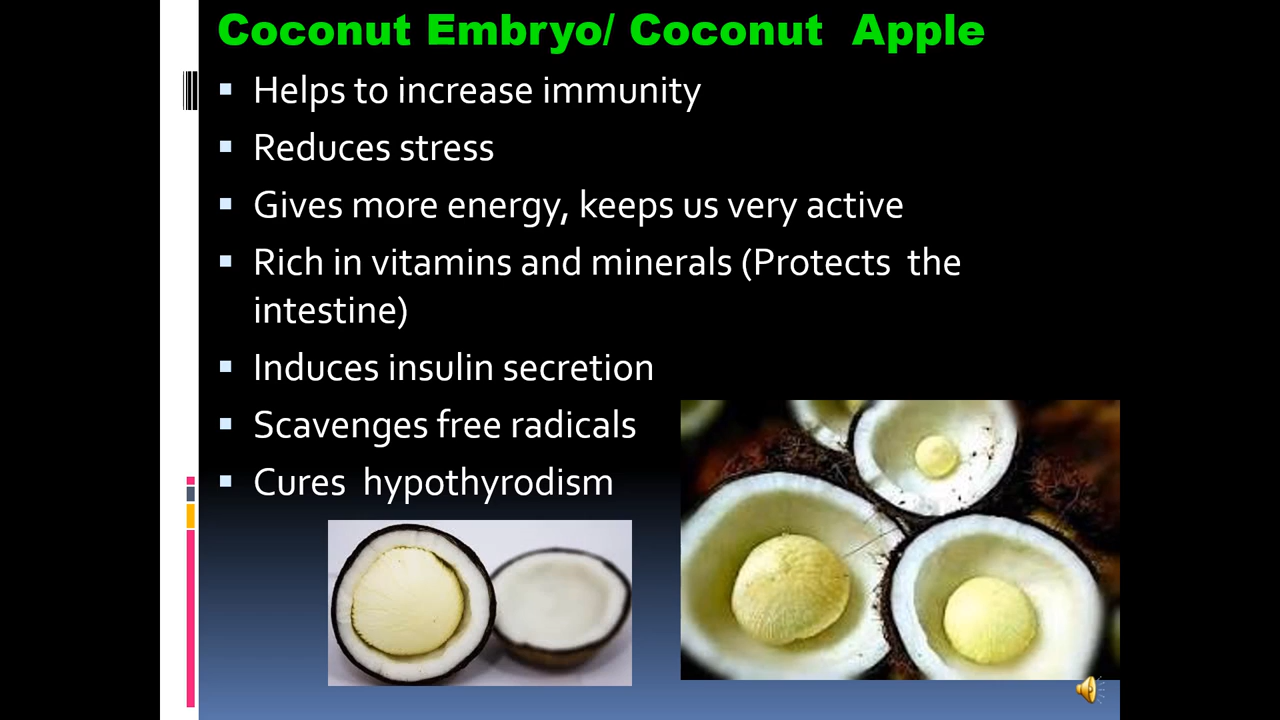 Coconut Embryo/ Coconut  Apple
▪ Helps to increase immunity
▪ Reduces stress
▪ Gives more energy, keeps us very active
▪ Rich in vitamins and minerals (Protects  the
intestine)
▪ Induces insulin secretion
▪ Scavenges free radicals
▪ Cures  hypothyrodism